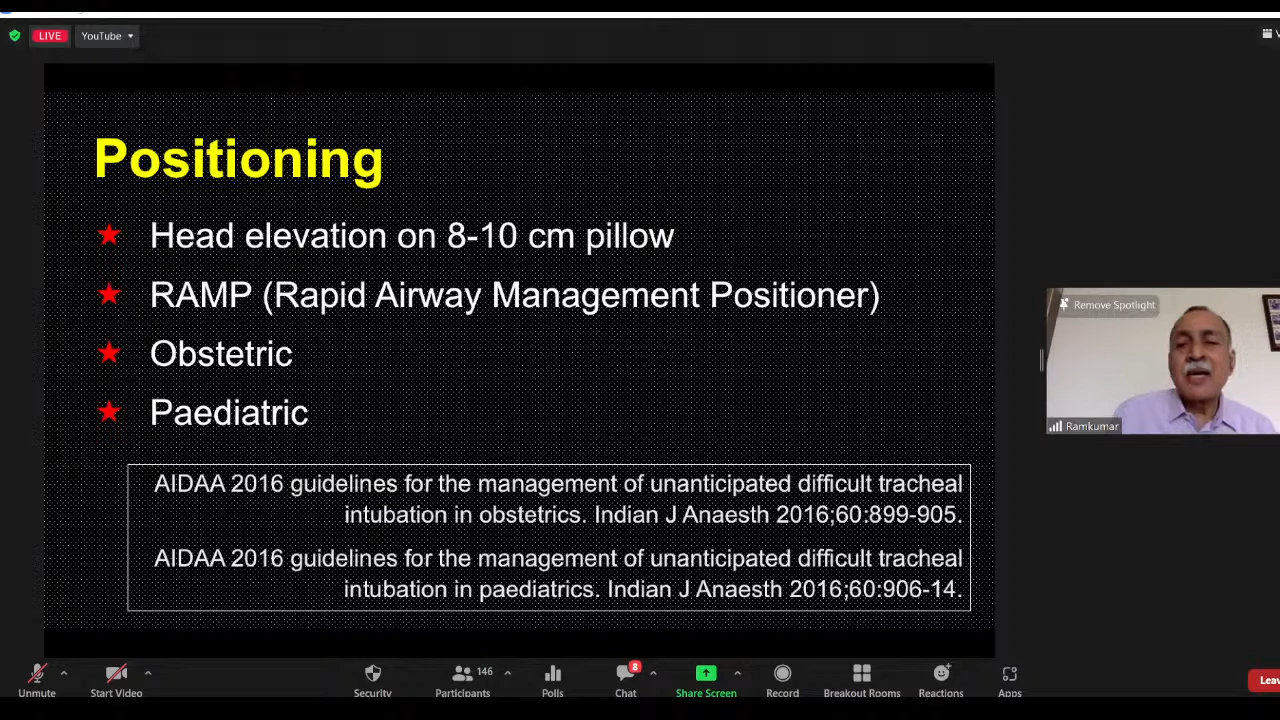 LIVE
YouTube
Positioning
Head elevation on 8-10 cm pillow
RAMP (Rapid Airway Management Positioner)
Obstetric
Paediatric
AIDAA 2016 guidelines for the management of unanticipated difficult tracheal
intubation in obstetrics. Indian J Anaesth 2016;60:899-905.
AIDAA 2016 guidelines for the management of unanticipated difficult tracheal
intubation in paediatrics. Indian J Anaesth 2016;60:906-14.
Remove Spotlight
Ramkumar
Unmute
Start Video
Security
146
Participants
Polls
8
Chat
Share Screen
Record
Breakout Rooms
Reactions
Apps